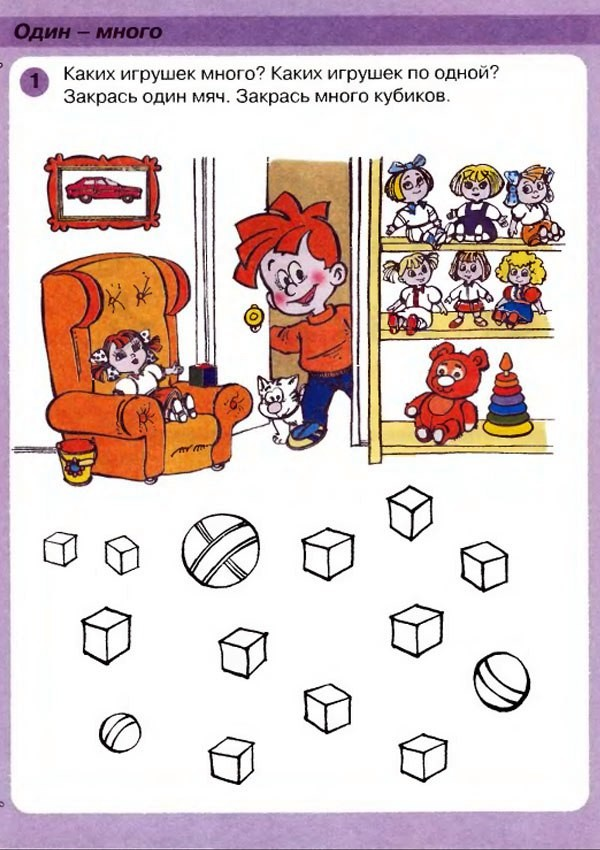 Один – много
1 Каких игрушек много? Каких игрушек по одной?
Закрась один мяч. Закрась много кубиков.